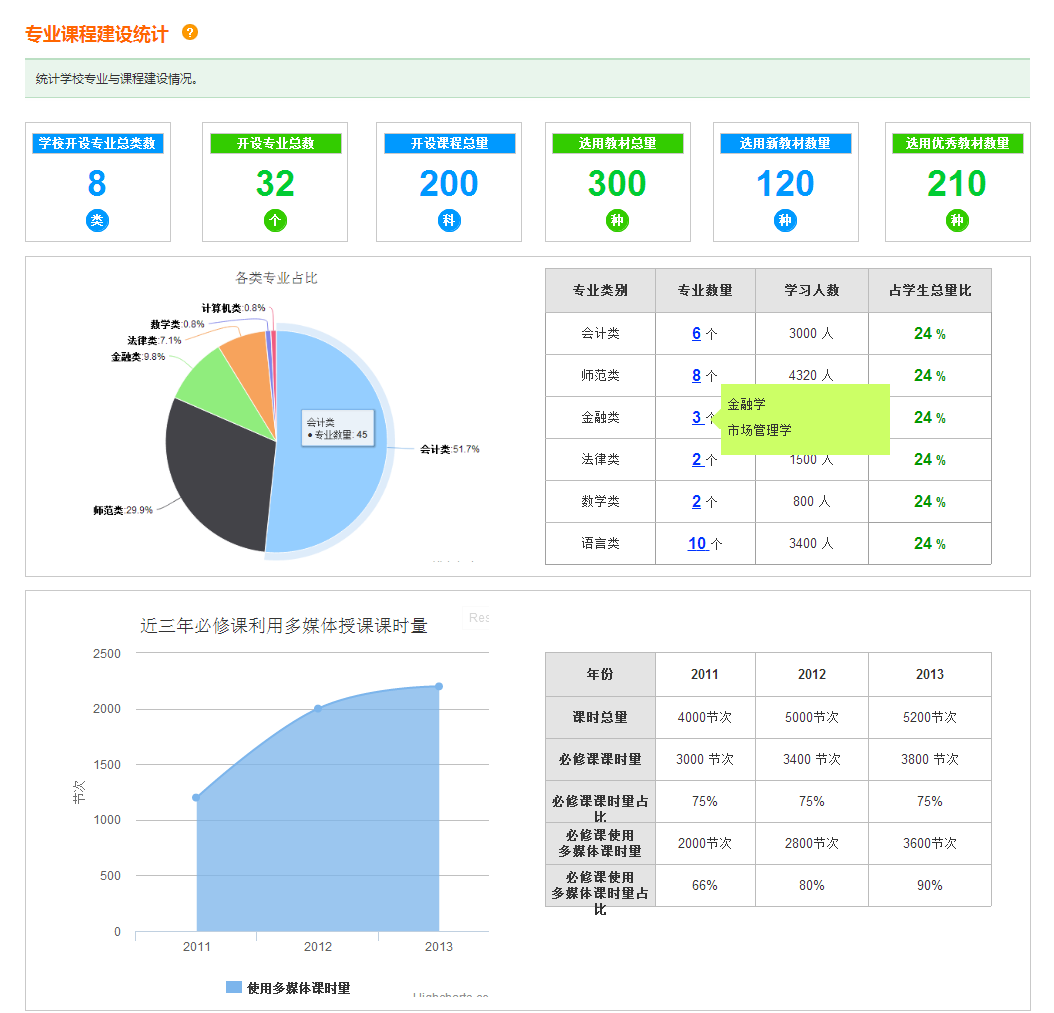 专业课程建设统计 ?
统计学校专业与课程建设情况。
学校开设专业总类数
8
类
开设专业总数
32
个
开设课程总量
200
科
选用教材总量
300
种
选用新教材数量
120
种
选用优秀教材数量
210
种
各类专业占比
计算机类:0.8%
数学类:0.8%
法律类:7.1%
金融类:9.8%
会计类
● 专业数量: 45
会计类:51.7%
师范类:29.9%
专业类别 专业数量 学习人数 占学生总量比
会计类 6 个 3000 人 24 %
师范类 8 个 4320 人 24 %
金融类 3 个 24 %
金融学
市场管理学
法律类 2 个 1500 人 24 %
数学类 2 个 800 人 24 %
语言类 10 个 3400 人 24 %
近三年必修课利用多媒体授课课时量
Res
2500
2000
1500
1000
500
0
节次
2011 2012 2013
使用多媒体课时量
年份 2011 2012 2013
课时总量 4000节次 5000节次 5200节次
必修课课时量 3000 节次 3400 节次 3800 节次
必修课课时量占
比
75% 75% 75%
必修课使用
多媒体课时量
2000节次 2800节次 3600节次
必修课使用
多媒体课时量占
比
66% 80% 90%